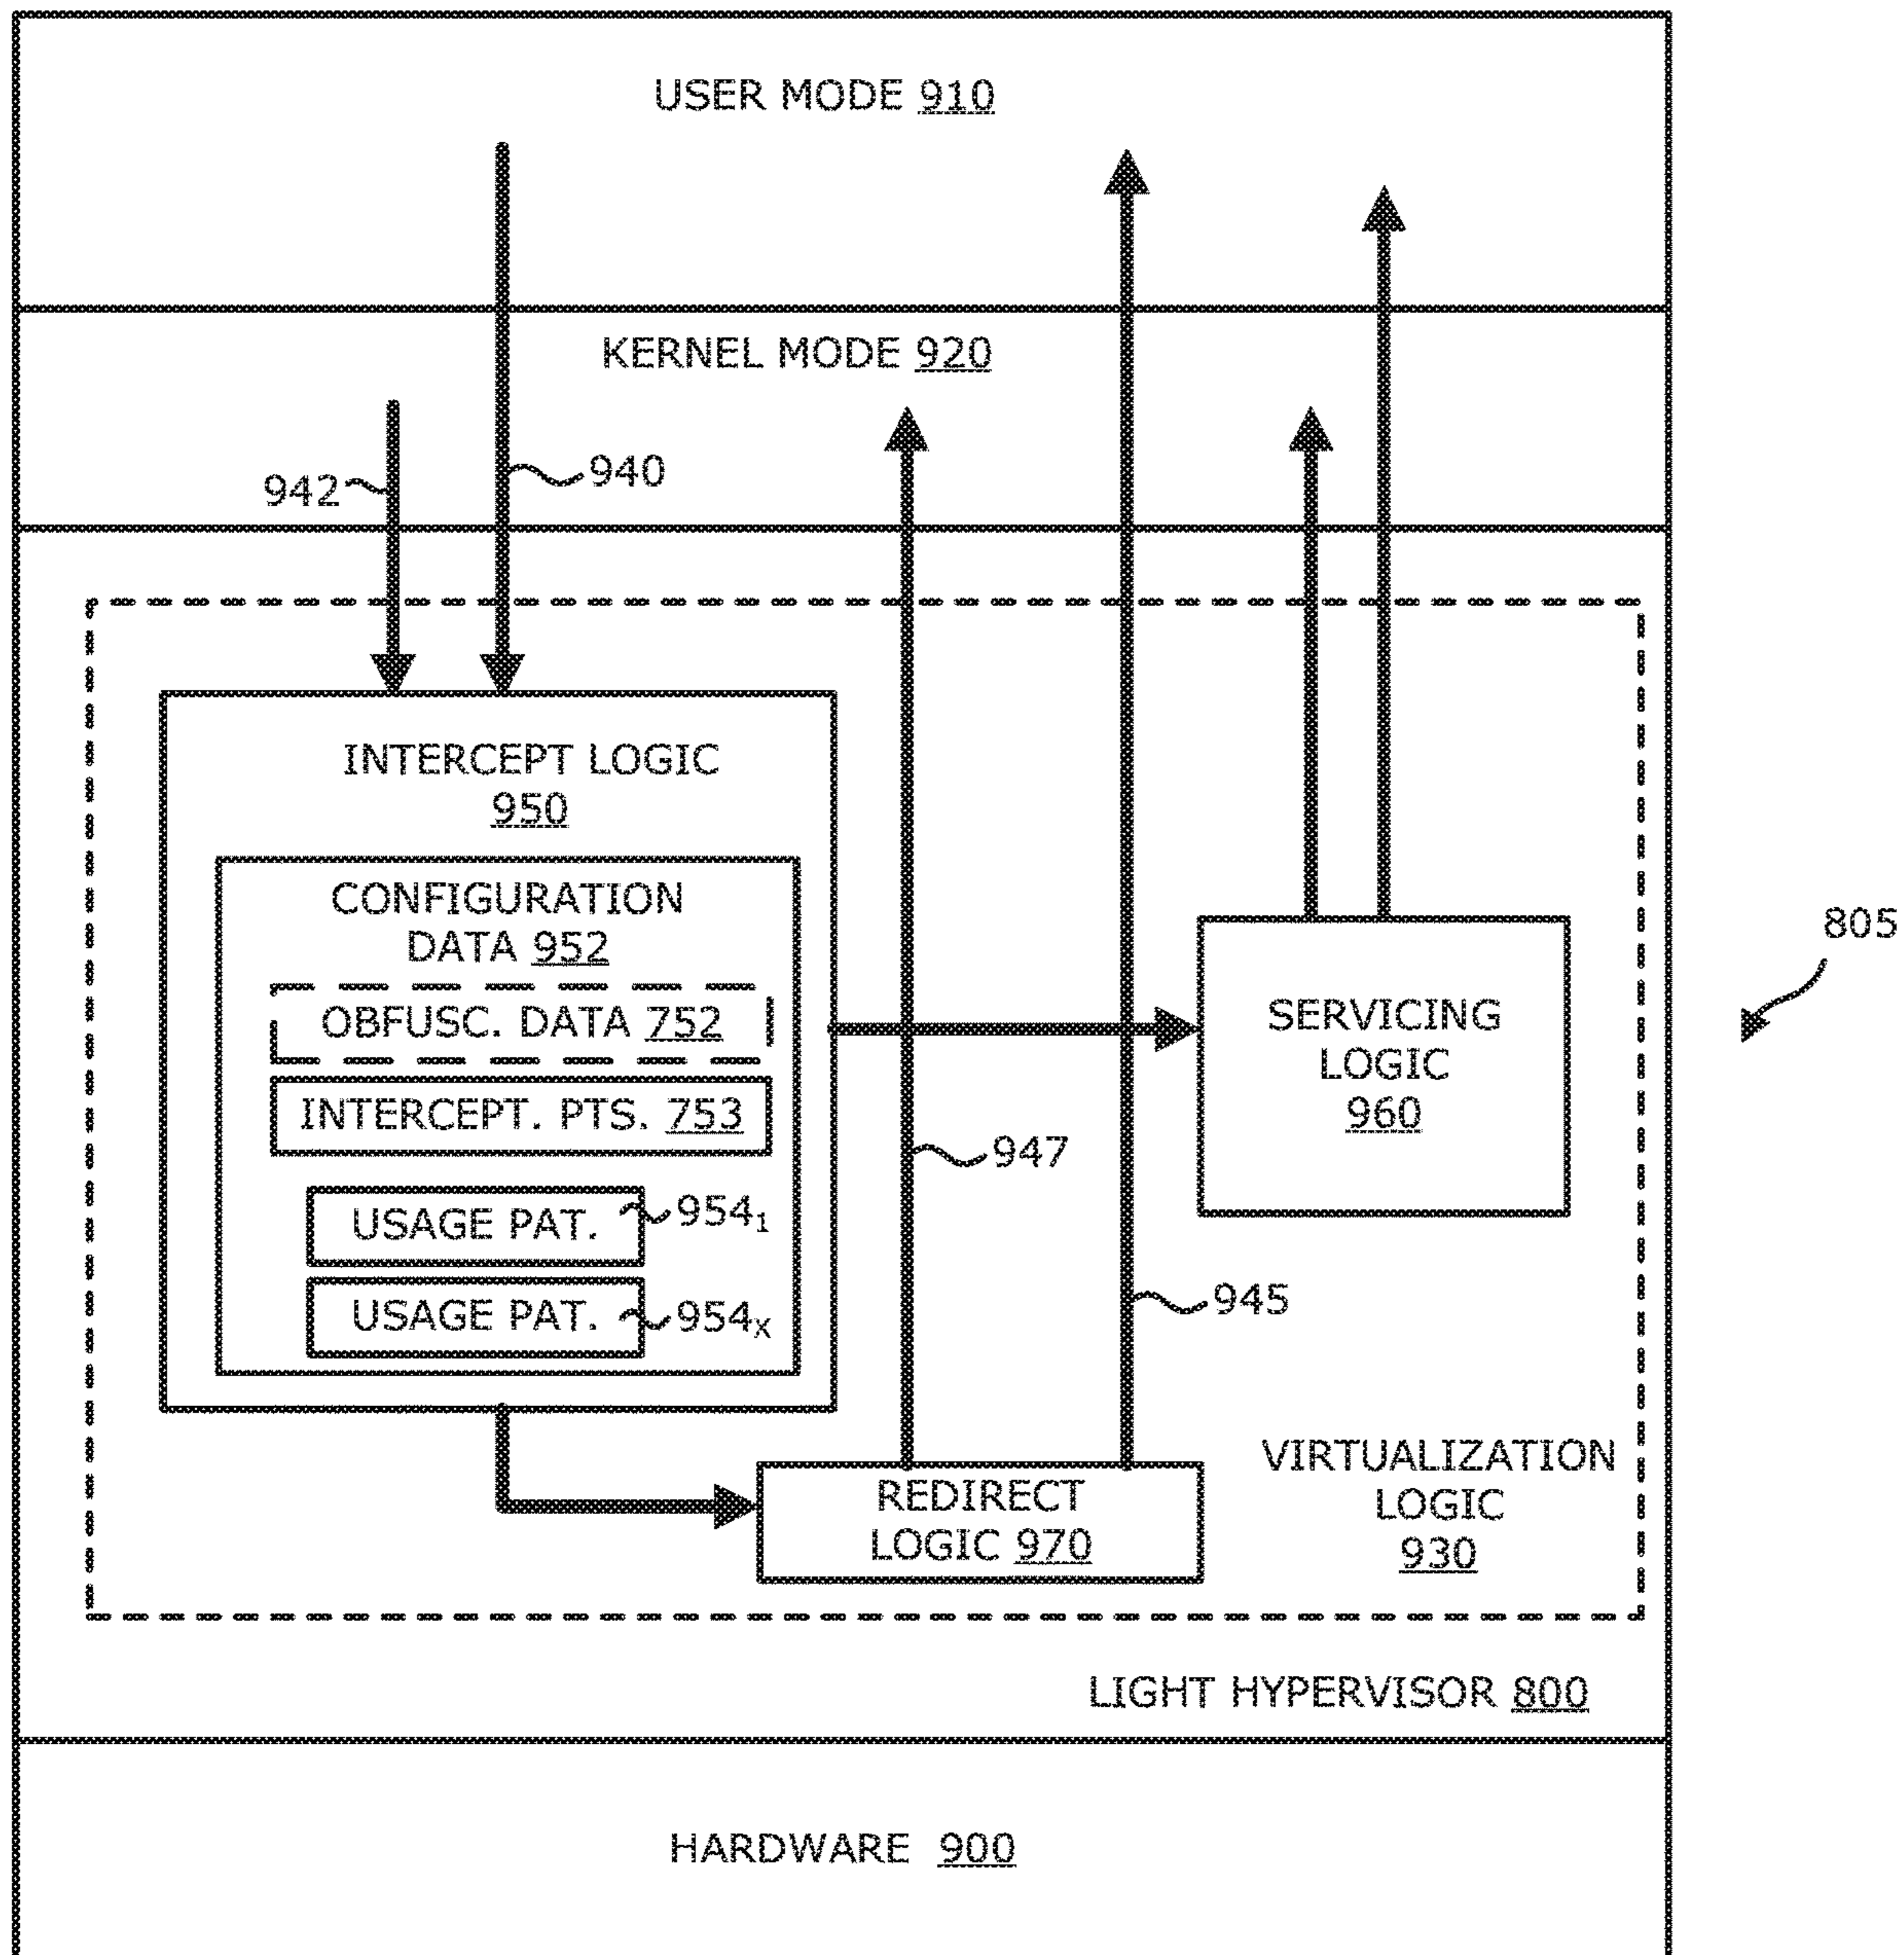 USER MODE 910
KERNEL MODE 920
942
940
INTERCEPT LOGIC
950
CONFIGURATION
DATA 952
OBFUSC. DATA 752
INTERCEPT. PTS. 753
USAGE PAT.
954₁
USAGE PAT.
954ₓ
947
945
SERVICING
LOGIC
960
805
REDIRECT
LOGIC 970
VIRTUALIZATION
LOGIC
930
LIGHT HYPERVISOR 800
HARDWARE 900